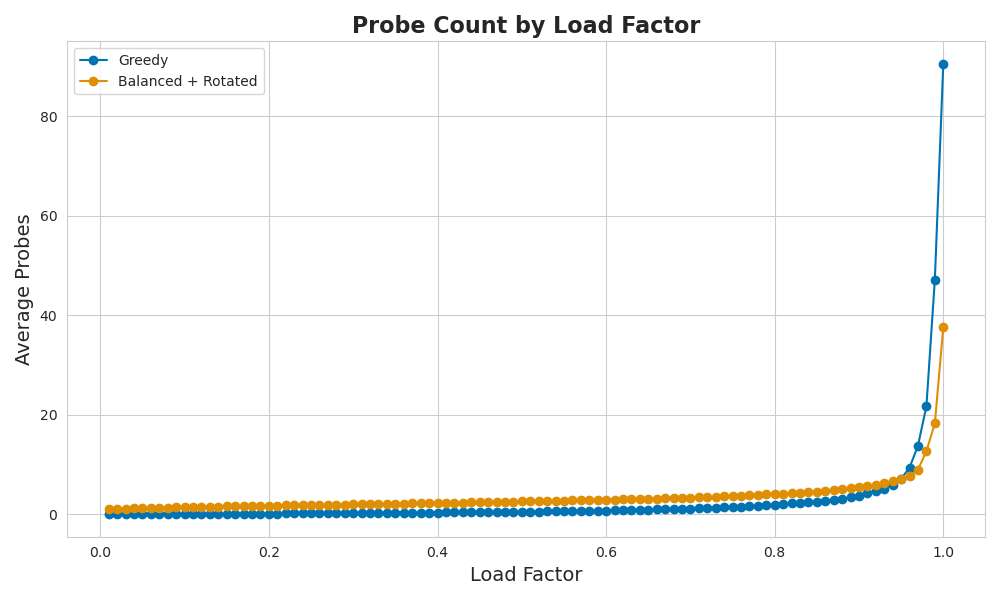 Probe Count by Load Factor
Greedy
Balanced + Rotated
Average Probes
80
60
40
20
0
0.0
0.2
0.4
0.6
0.8
1.0
Load Factor